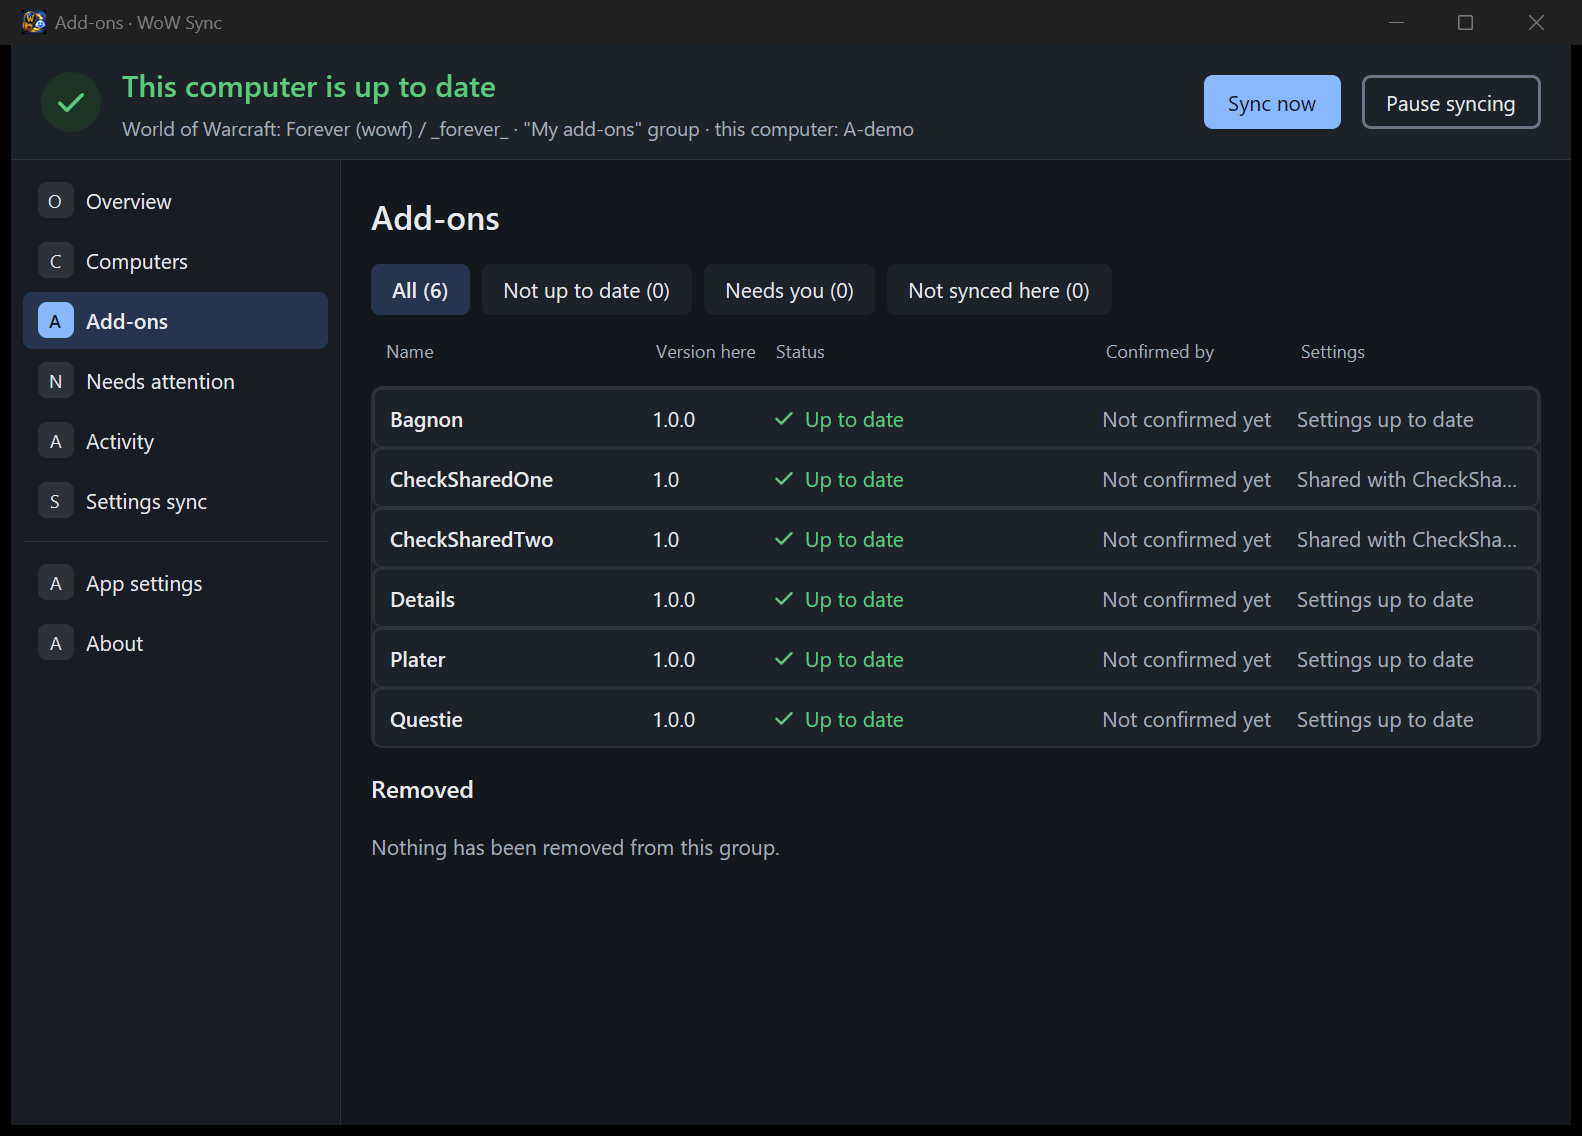 Add-ons · WoW Sync
This computer is up to date
World of Warcraft: Forever (wowf) / _forever_ · "My add-ons" group · this computer: A-demo
Sync now
Pause syncing
O Overview
C Computers
A Add-ons
N Needs attention
A Activity
S Settings sync
A App settings
A About
Add-ons
All (6) Not up to date (0) Needs you (0) Not synced here (0)
Name Version here Status Confirmed by Settings
Bagnon 1.0.0 Up to date Not confirmed yet Settings up to date
CheckSharedOne 1.0 Up to date Not confirmed yet Shared with CheckSha...
CheckSharedTwo 1.0 Up to date Not confirmed yet Shared with CheckSha...
Details 1.0.0 Up to date Not confirmed yet Settings up to date
Plater 1.0.0 Up to date Not confirmed yet Settings up to date
Questie 1.0.0 Up to date Not confirmed yet Settings up to date
Removed
Nothing has been removed from this group.